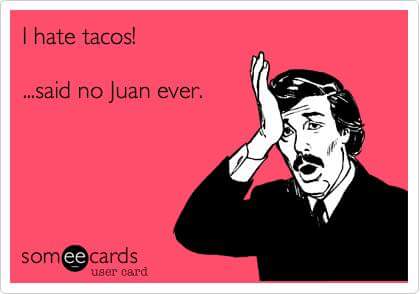 I hate tacos!
...said no Juan ever.
someecards
user card